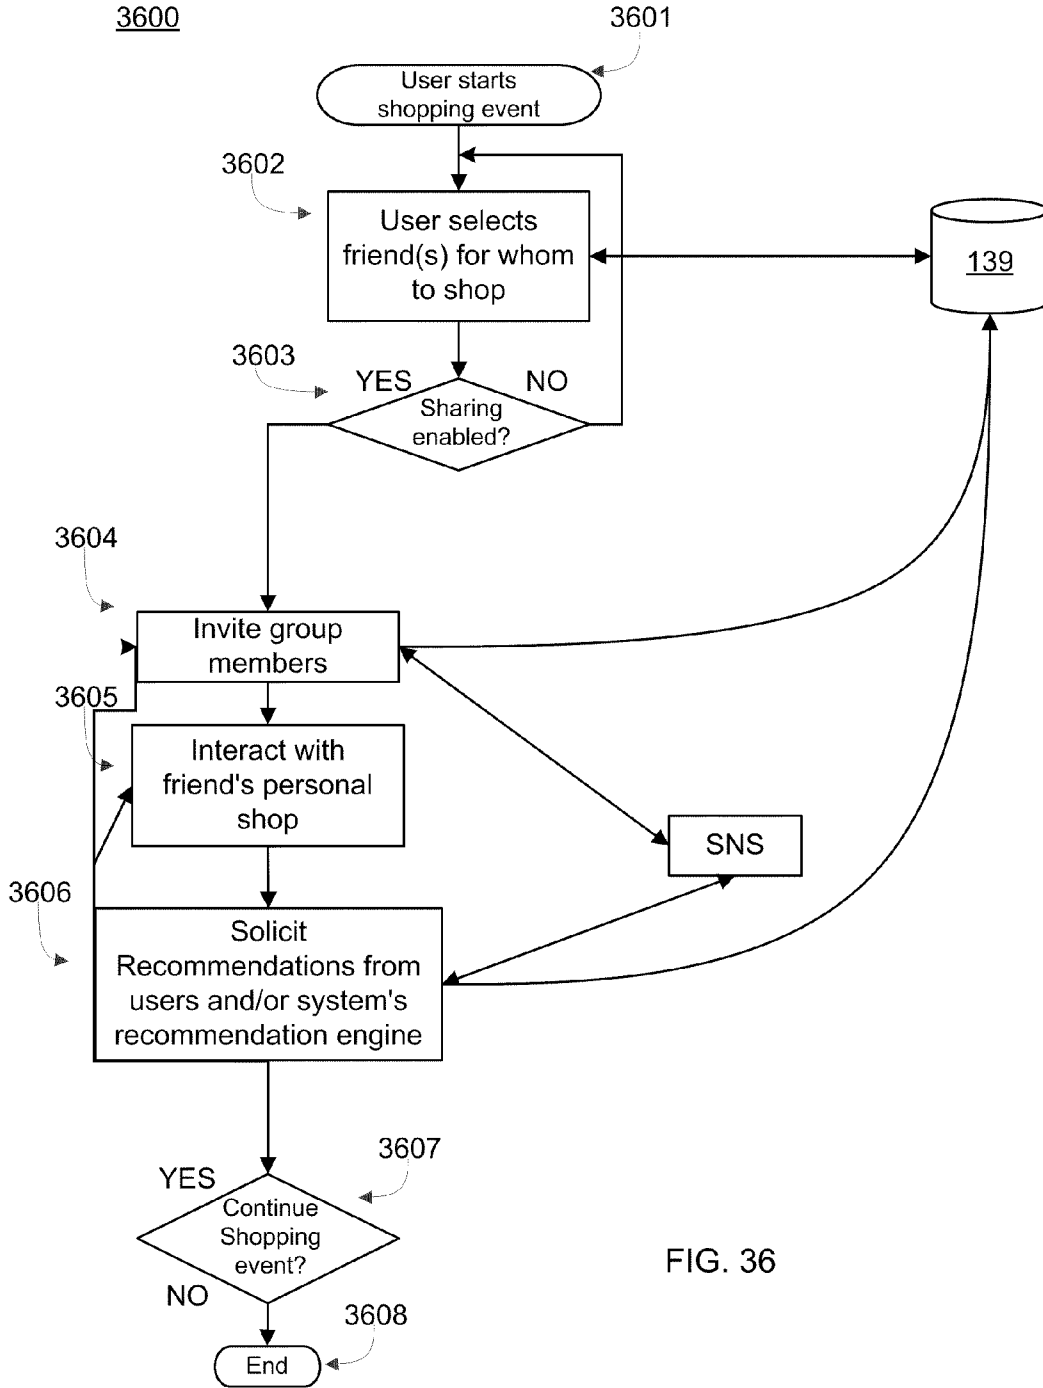 3600
3601
User starts
shopping event
3602
User selects
friend(s) for whom
to shop
139
3603
YES
NO
Sharing
enabled?
3604
Invite group
members
3605
Interact with
friend's personal
shop
SNS
3606
Solicit
Recommendations from
users and/or system's
recommendation engine
3607
YES
Continue
Shopping
event?
NO
FIG. 36
3608
End